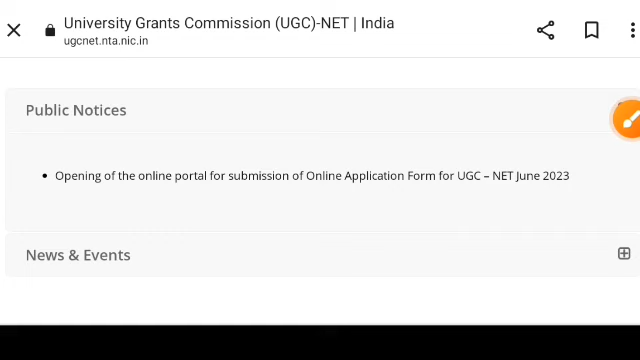 University Grants Commission (UGC)-NET | India
ugcnet.nta.nic.in
Public Notices
Opening of the online portal for submission of Online Application Form for UGC – NET June 2023
News & Events